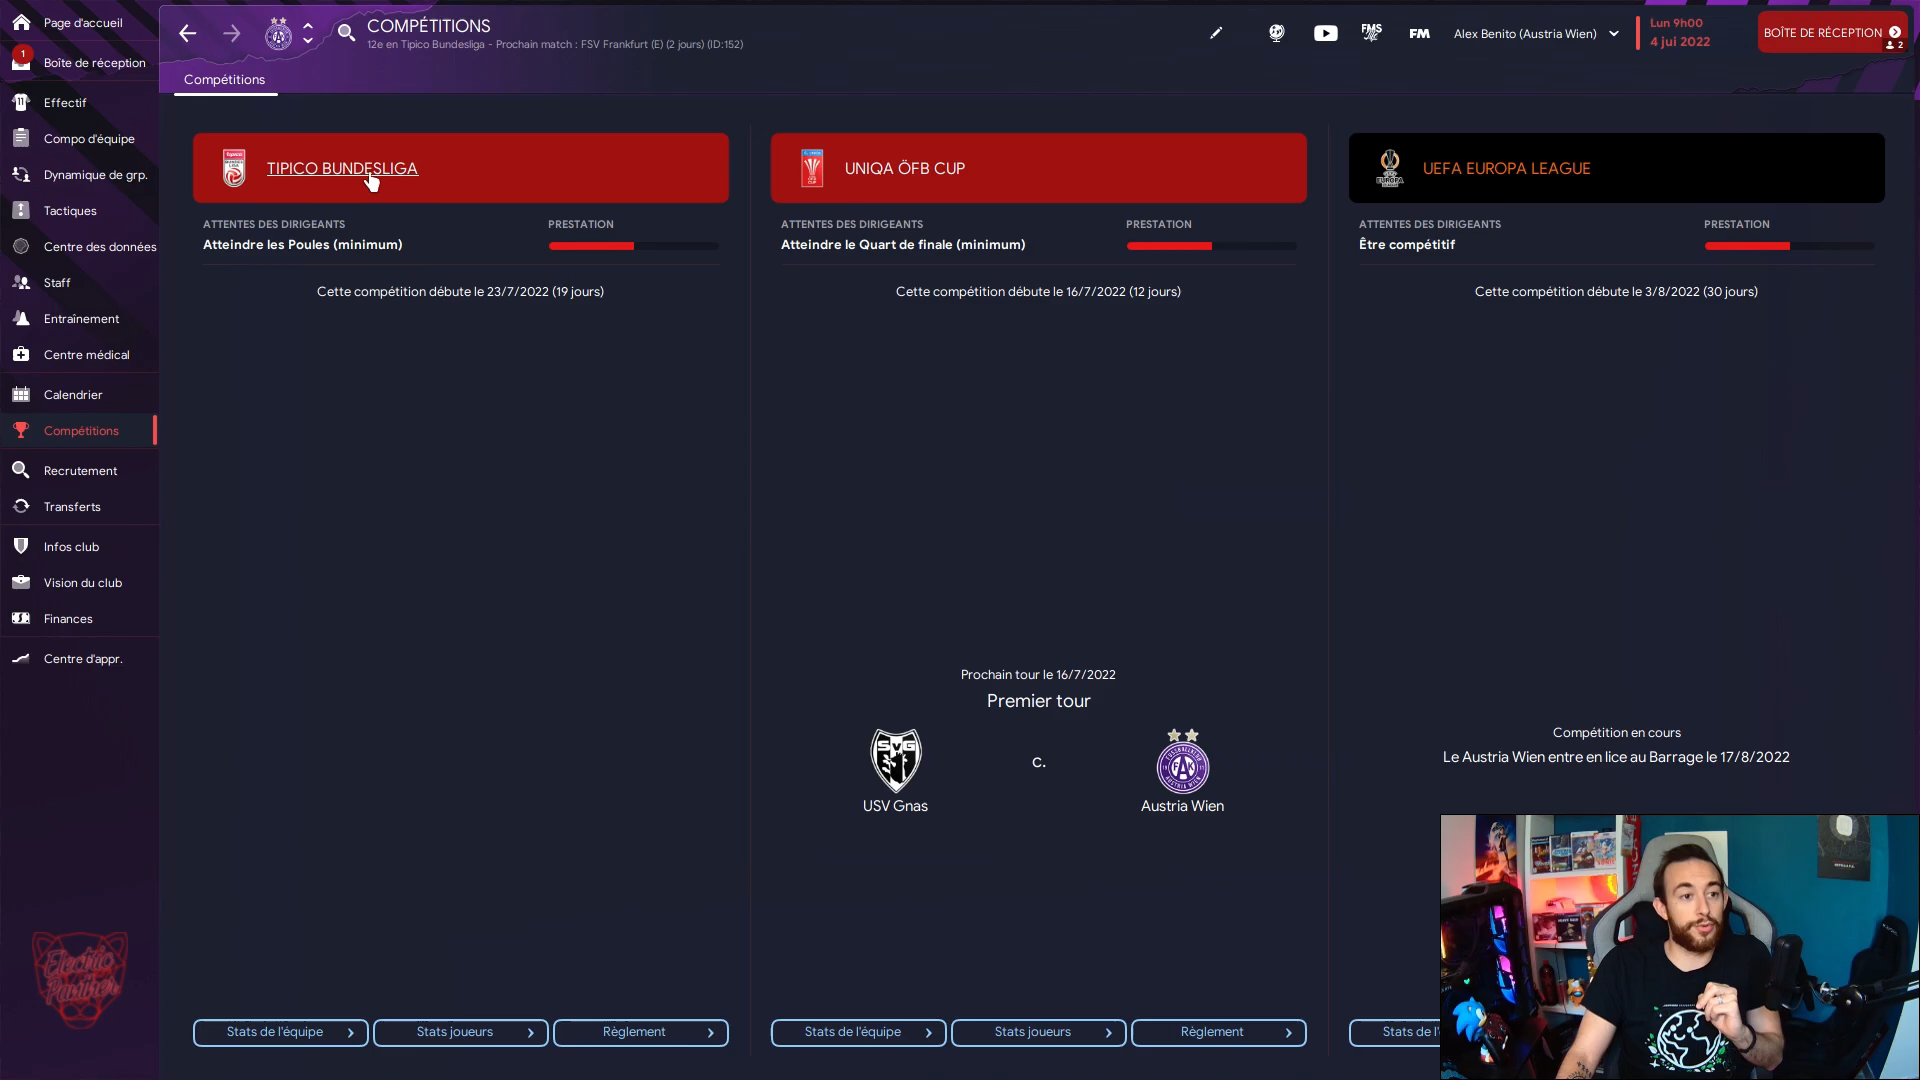 Page d'accueil
1
Boîte de réception
Effectif
Compo d'équipe
Dynamique de grp.
Tactiques
Centre des données
Staff
Entraînement
Centre médical
Calendrier
Compétitions
Recrutement
Transferts
Infos club
Vision du club
Finances
Centre d'appr.
Electric Panther
COMPÉTITIONS
12e en Tipico Bundesliga - Prochain match : FSV Frankfurt (E) (2 jours) (ID:152)
FMS
FM
Alex Benito (Austria Wien)
Lun 9h00
4 jui 2022
BOÎTE DE RÉCEPTION
2
Compétitions
TIPICO BUNDESLIGA
ATTENTES DES DIRIGEANTS
PRESTATION
Atteindre les Poules (minimum)
Cette compétition débute le 23/7/2022 (19 jours)
Stats de l'équipe
Stats joueurs
Règlement
UNIQA ÖFB CUP
ATTENTES DES DIRIGEANTS
PRESTATION
Atteindre le Quart de finale (minimum)
Cette compétition débute le 16/7/2022 (12 jours)
Prochain tour le 16/7/2022
Premier tour
SVG
c.
FAK
USV Gnas
Austria Wien
Stats de l'équipe
Stats joueurs
Règlement
UEFA EUROPA LEAGUE
ATTENTES DES DIRIGEANTS
PRESTATION
Être compétitif
Cette compétition débute le 3/8/2022 (30 jours)
Compétition en cours
Le Austria Wien entre en lice au Barrage le 17/8/2022
Stats de l'